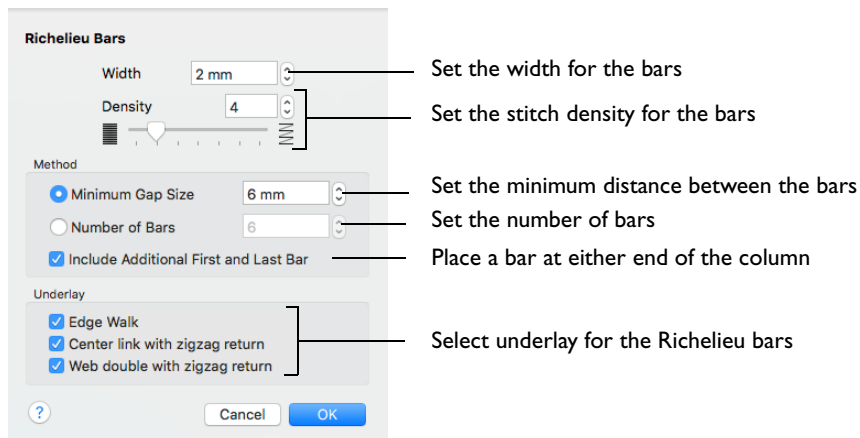 Richelieu Bars
Width 2 mm Set the width for the bars
Density 4 Set the stitch density for the bars
Method
Minimum Gap Size 6 mm Set the minimum distance between the bars
Number of Bars 6 Set the number of bars
Include Additional First and Last Bar Place a bar at either end of the column
Underlay
Edge Walk
Center link with zigzag return Select underlay for the Richelieu bars
Web double with zigzag return
? Cancel OK